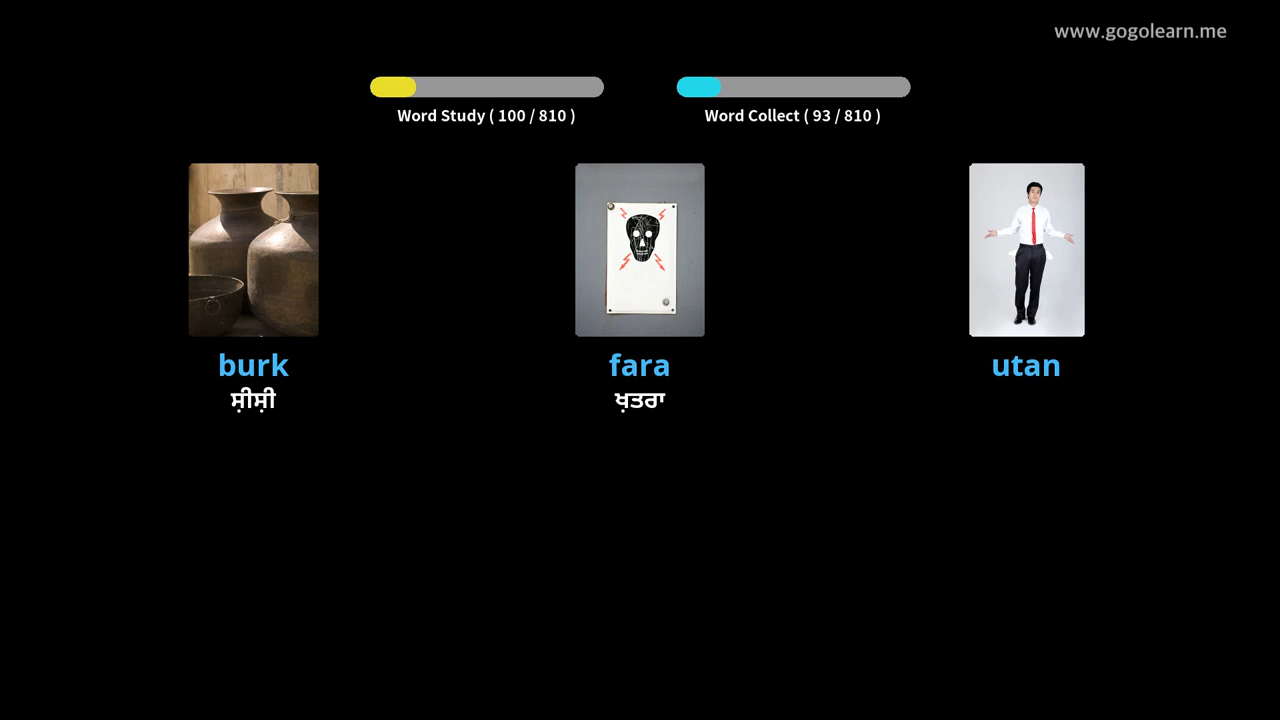 www.gogolearn.me
Word Study ( 100 / 810 )
Word Collect ( 93 / 810 )
burk
fara
utan
ਸ਼ੀਸ਼ੀ
ਖ਼ਤਰਾ